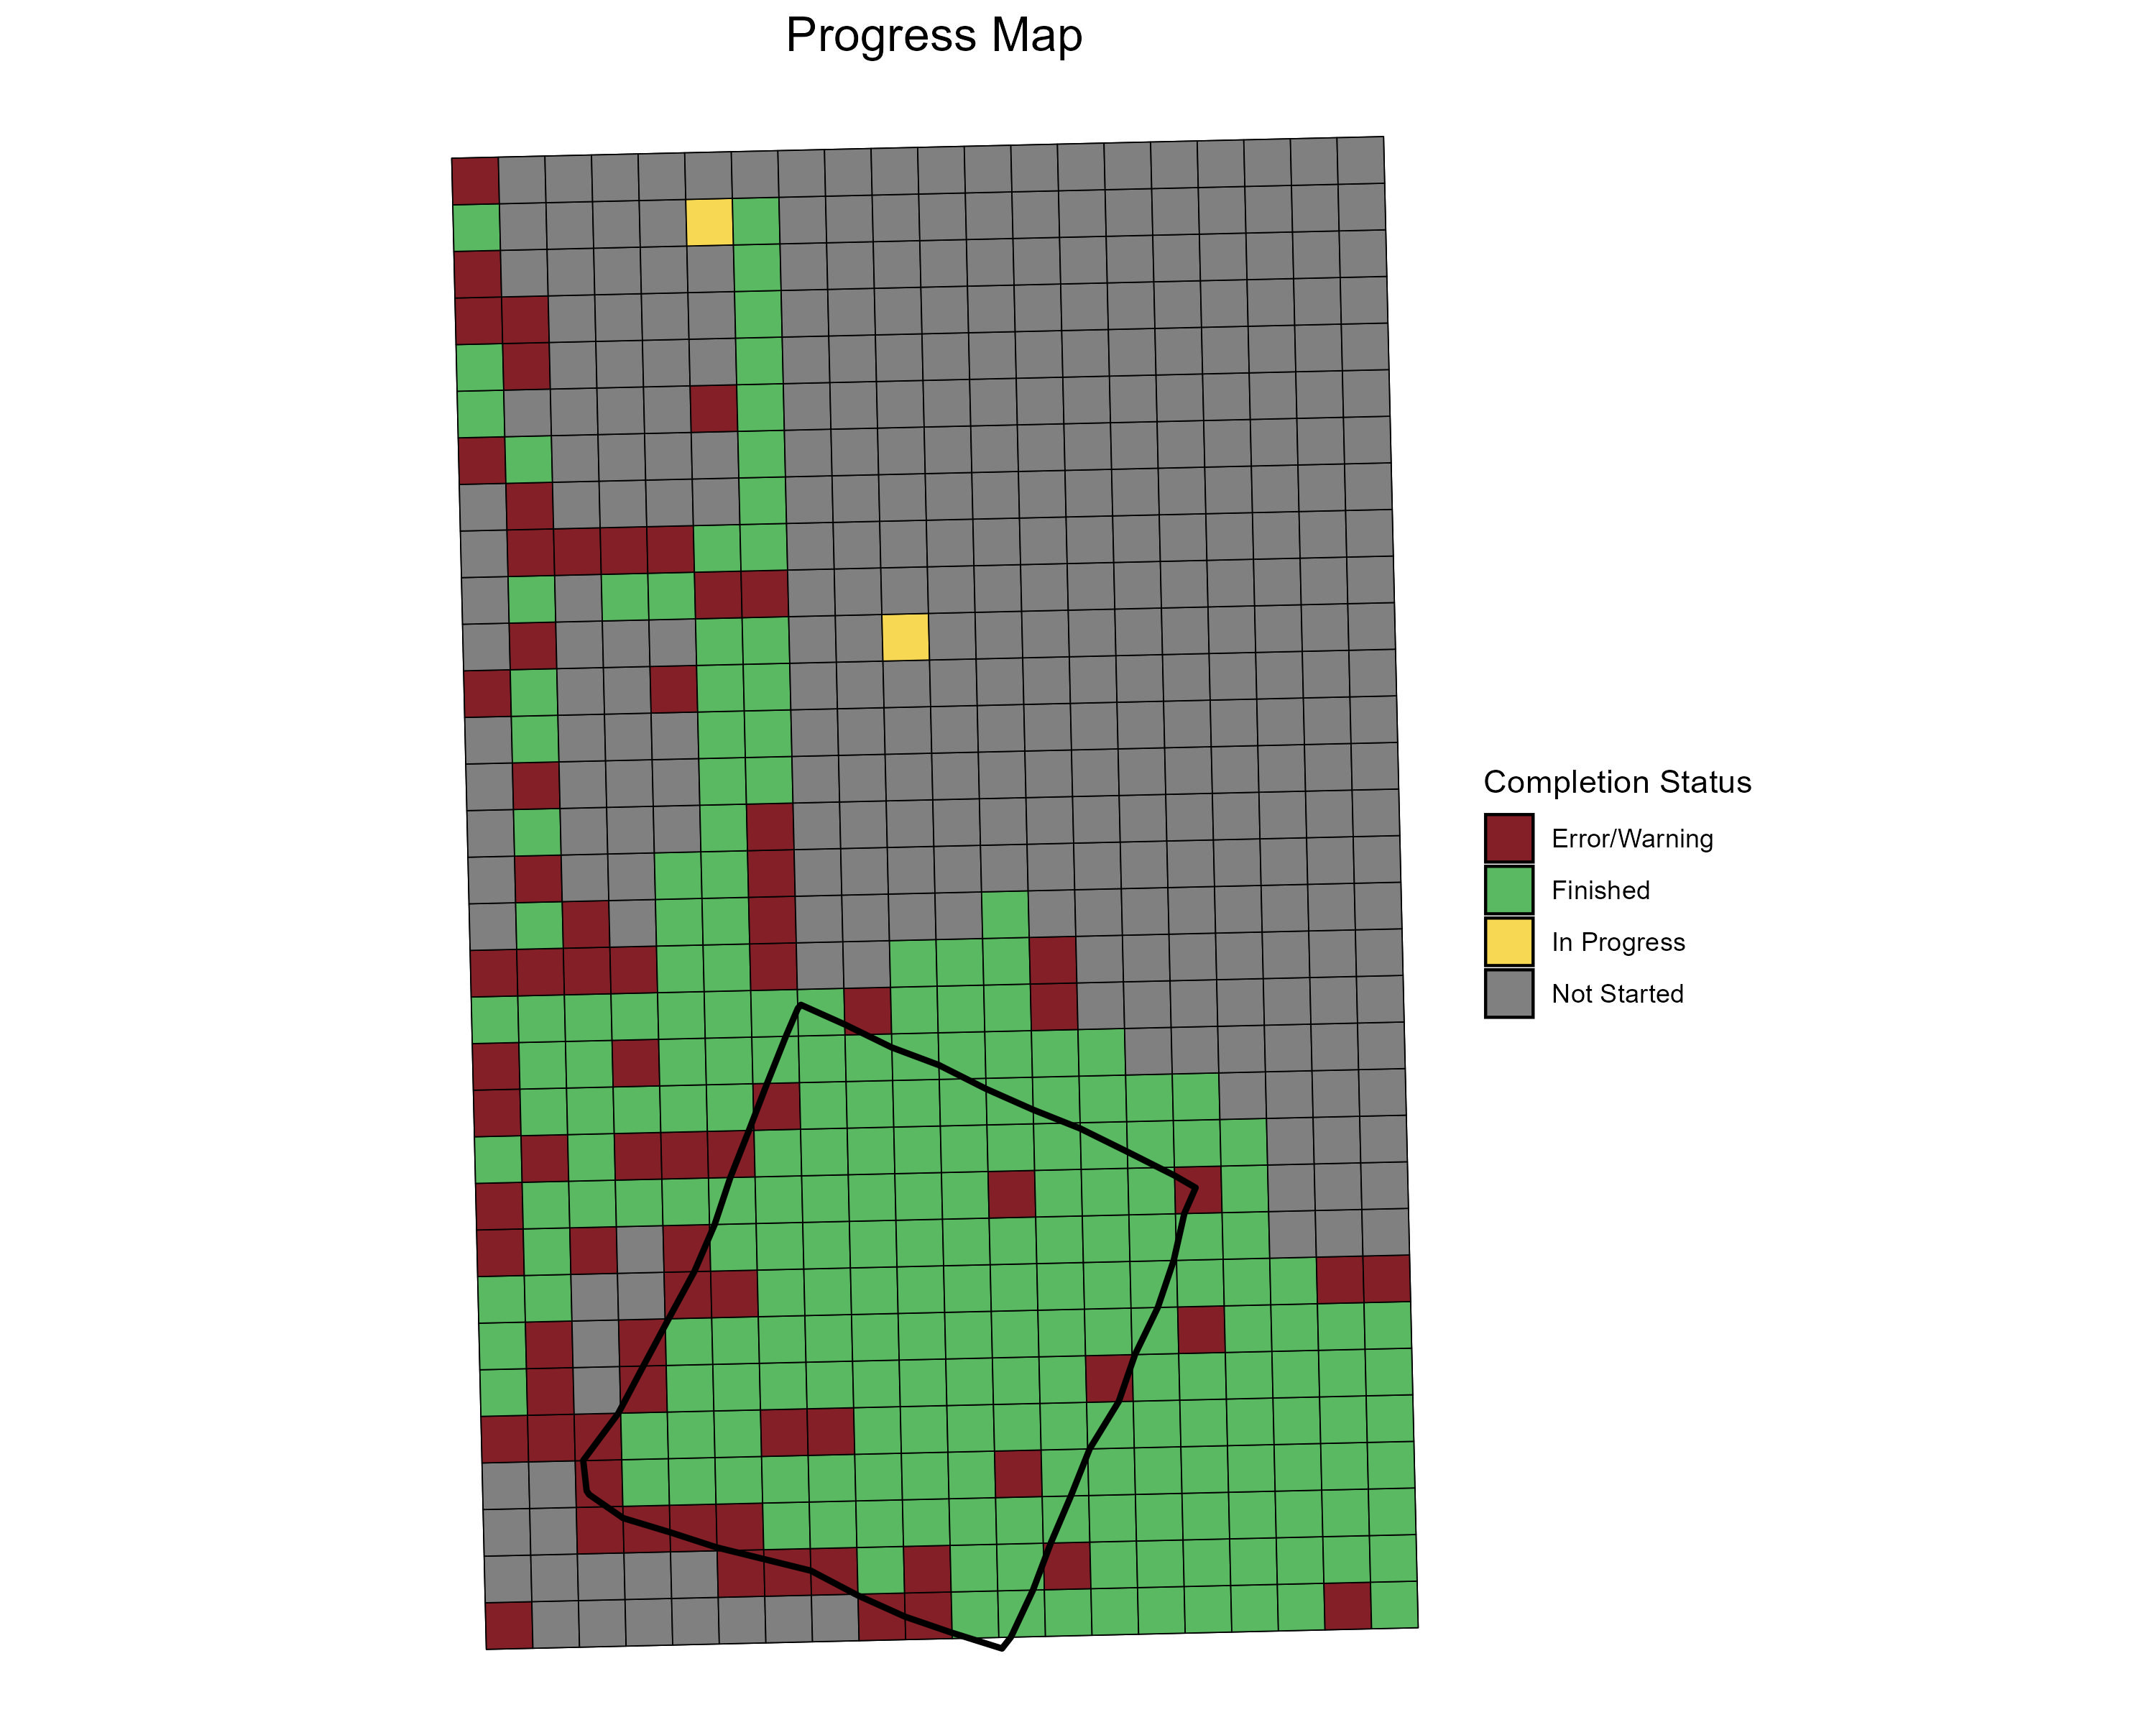 Progress Map
Completion Status
Error/Warning
Finished
In Progress
Not Started